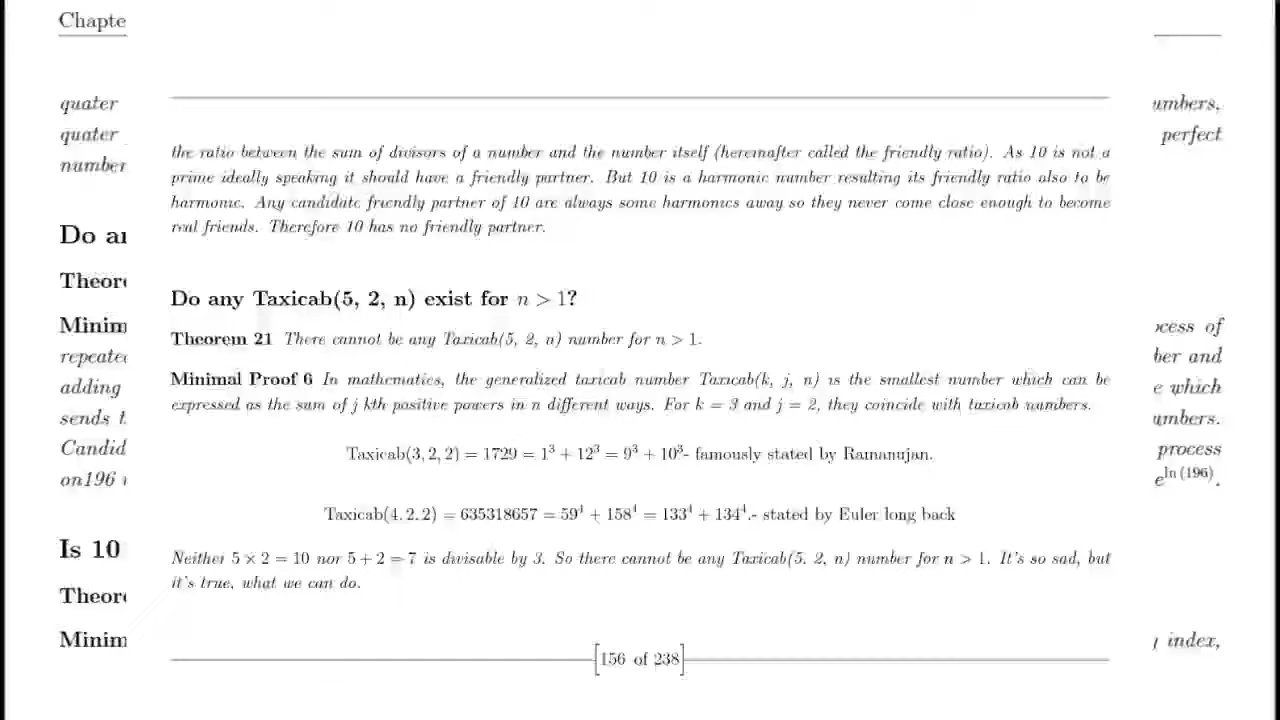 Chapte
quater umbers,
quater perfect
number
the ratio between the sum of divisors of a number and the number itself (hereinafter called the friendly ratio). As 10 is not a
prime ideally speaking it should have a friendly partner. But 10 is a harmonic number resulting its friendly ratio also to be
harmonic. Any candidate friendly partner of 10 are always some harmonics away so they never come close enough to become
real friends. Therefore 10 has no friendly partner.
Do an
Do any Taxicab(5, 2, n) exist for n > 1?
Theore
Theorem 21 There cannot be any Taxicab(5, 2, n) number for n > 1.
Minim ocess of
repeated ber and
adding e which
sends t umbers.
Candid process
on196 e^ln (196).
Minimal Proof 6 In mathematics, the generalized taxicab number Taxicab(k, j, n) is the smallest number which can be
expressed as the sum of j kth positive powers in n different ways. For k = 3 and j = 2, they coincide with taxicab numbers.
Taxicab(3, 2, 2) = 1729 = 1³ + 12³ = 9³ + 10³- famously stated by Ramanujan.
Taxicab(4, 2, 2) = 635318657 = 59⁴ + 158⁴ = 133⁴ + 134⁴.- stated by Euler long back
Is 10
Neither 5 × 2 = 10 nor 5 + 2 = 7 is divisable by 3. So there cannot be any Taxicab(5, 2, n) number for n > 1. It's so sad, but
it's true, what we can do.
Theore
Minim index,
[156 of 238]